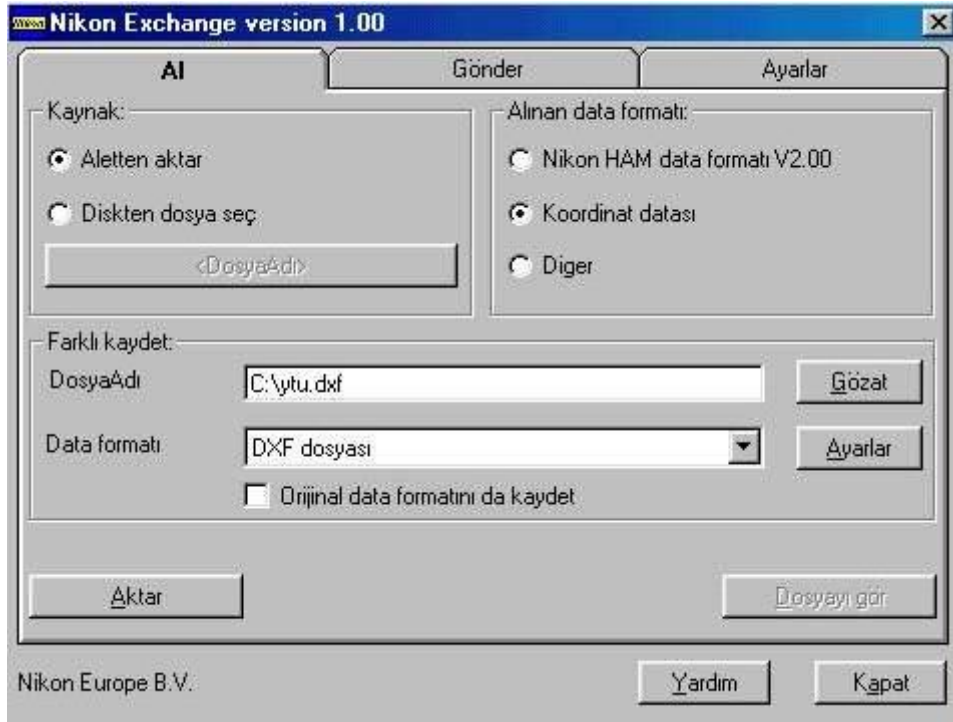 Nikon Nikon Exchange version 1.00
Al Gönder Ayarlar
Kaynak:
Aletten aktar
Diskten dosya seç
<DosyaAdı>
Alınan data formatı:
Nikon HAM data formatı V2.00
Koordinat datası
Diger
Farklı kaydet:
DosyaAdı C:\ytu.dxf Gözat
Data formatı DXF dosyası Ayarlar
Orijinal data formatını da kaydet
Aktar Dosyayı gör
Nikon Europe B.V. Yardım Kapat